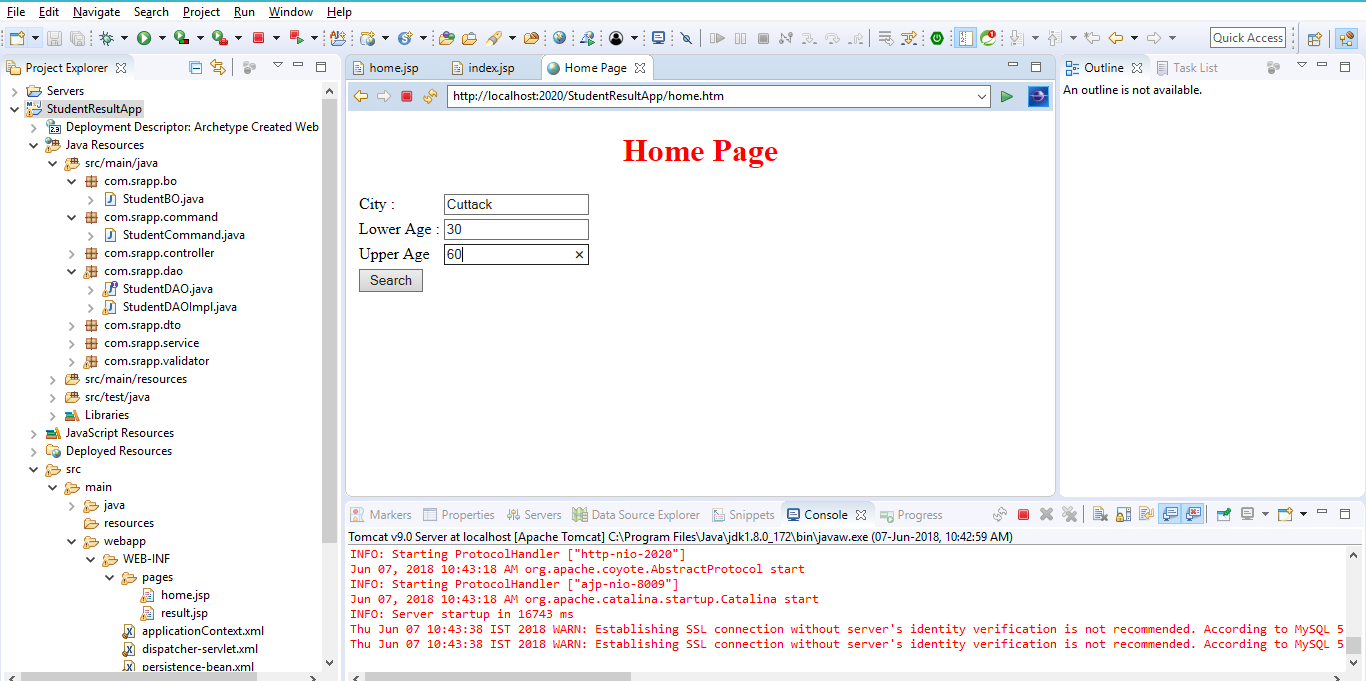 File Edit Navigate Search Project Run Window Help
Quick Access
Project Explorer
Servers
StudentResultApp
Deployment Descriptor: Archetype Created Web
Java Resources
src/main/java
com.srapp.bo
StudentBO.java
com.srapp.command
StudentCommand.java
com.srapp.controller
com.srapp.dao
StudentDAO.java
StudentDAOImpl.java
com.srapp.dto
com.srapp.service
com.srapp.validator
src/main/resources
src/test/java
Libraries
JavaScript Resources
Deployed Resources
src
main
java
resources
webapp
WEB-INF
pages
home.jsp
result.jsp
applicationContext.xml
dispatcher-servlet.xml
persistence-bean.xml
home.jsp index.jsp Home Page
http://localhost:2020/StudentResultApp/home.htm
Home Page
City : Cuttack
Lower Age : 30
Upper Age 60
Search
Outline Task List
An outline is not available.
Markers Properties Servers Data Source Explorer Snippets Console Progress
Tomcat v9.0 Server at localhost [Apache Tomcat] C:\Program Files\Java\jdk1.8.0_172\bin\javaw.exe (07-Jun-2018, 10:42:59 AM)
INFO: Starting ProtocolHandler ["http-nio-2020"]
Jun 07, 2018 10:43:18 AM org.apache.coyote.AbstractProtocol start
INFO: Starting ProtocolHandler ["ajp-nio-8009"]
Jun 07, 2018 10:43:18 AM org.apache.catalina.startup.Catalina start
INFO: Server startup in 16743 ms
Thu Jun 07 10:43:38 IST 2018 WARN: Establishing SSL connection without server's identity verification is not recommended. According to MySQL 5
Thu Jun 07 10:43:38 IST 2018 WARN: Establishing SSL connection without server's identity verification is not recommended. According to MySQL 5